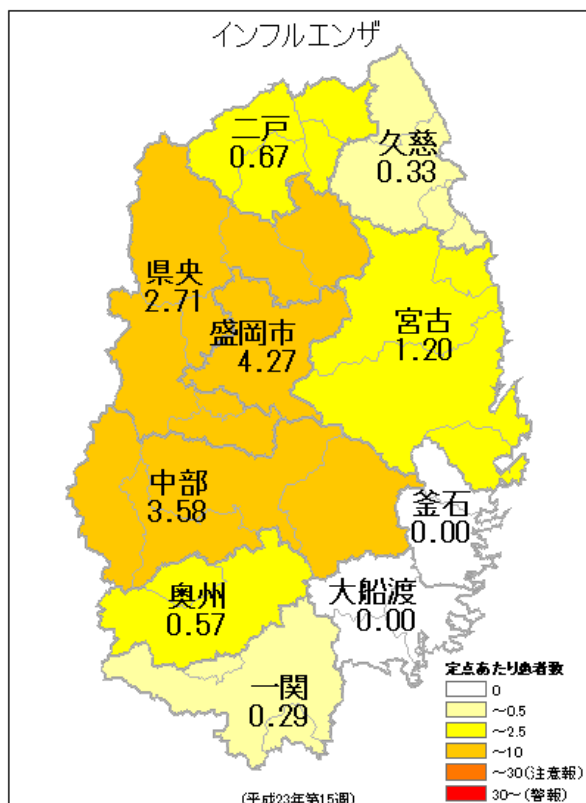 インフルエンザ
二戸
0.67
久慈
0.33
県央
2.71
盛岡市
4.27
宮古
1.20
中部
3.58
釜石
0.00
奥州
0.57
大船渡
0.00
一関
0.29
定点あたり患者数
0
～0.5
～2.5
～10
～30(注意報)
30～(警報)
(平成23年第15週)